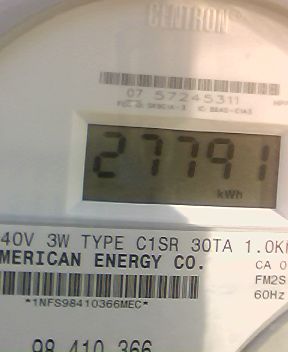 CENTRON®
07 57245311
27791
kWh
40V 3W TYPE C1SR 30TA 1.0K
MERICAN ENERGY CO.
CA 0
FM2S
60Hz
*1NFS98410366MEC*
98 410 366